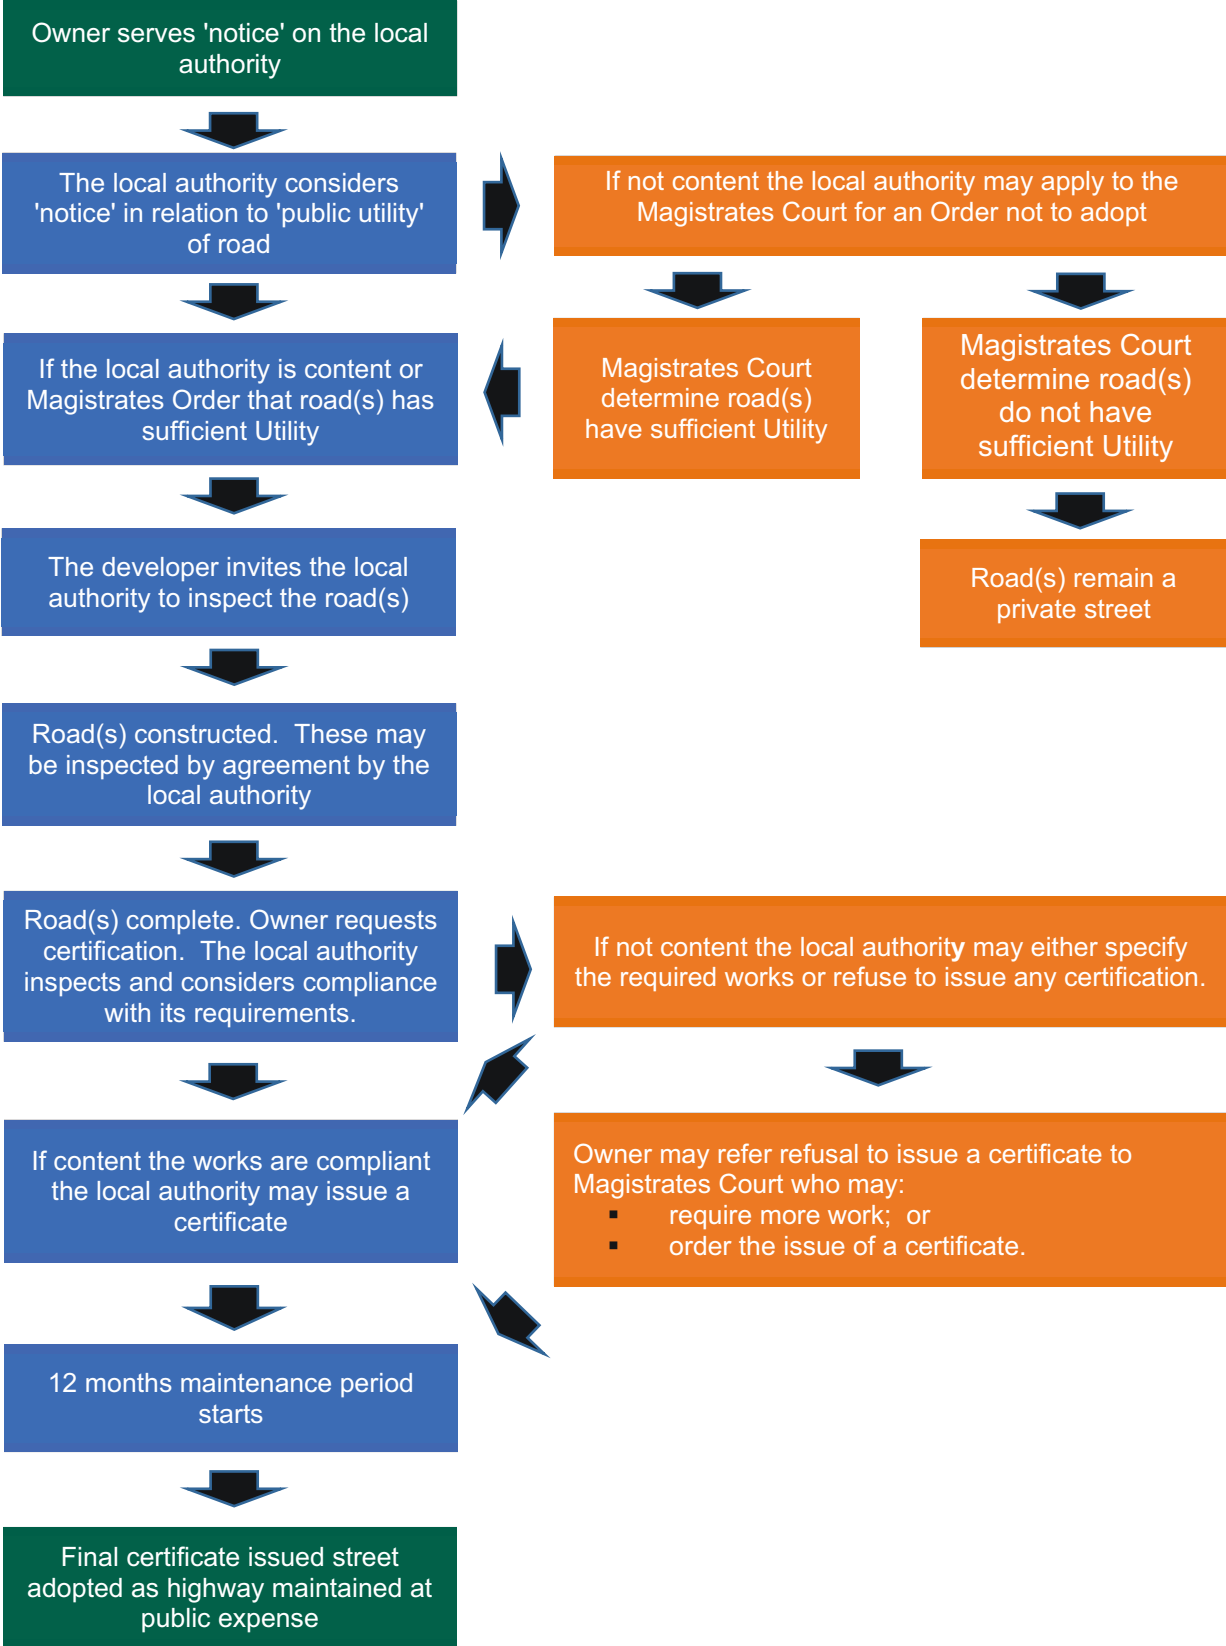 Owner serves 'notice' on the local
authority
The local authority considers
'notice' in relation to 'public utility'
of road
If not content the local authority may apply to the
Magistrates Court for an Order not to adopt
If the local authority is content or
Magistrates Order that road(s) has
sufficient Utility
Magistrates Court
determine road(s)
have sufficient Utility
Magistrates Court
determine road(s)
do not have
sufficient Utility
The developer invites the local
authority to inspect the road(s)
Road(s) remain a
private street
Road(s) constructed.  These may
be inspected by agreement by the
local authority
Road(s) complete. Owner requests
certification.  The local authority
inspects and considers compliance
with its requirements.
If not content the local authority may either specify
the required works or refuse to issue any certification.
If content the works are compliant
the local authority may issue a
certificate
Owner may refer refusal to issue a certificate to
Magistrates Court who may:
▪ require more work;  or
▪ order the issue of a certificate.
12 months maintenance period
starts
Final certificate issued street
adopted as highway maintained at
public expense